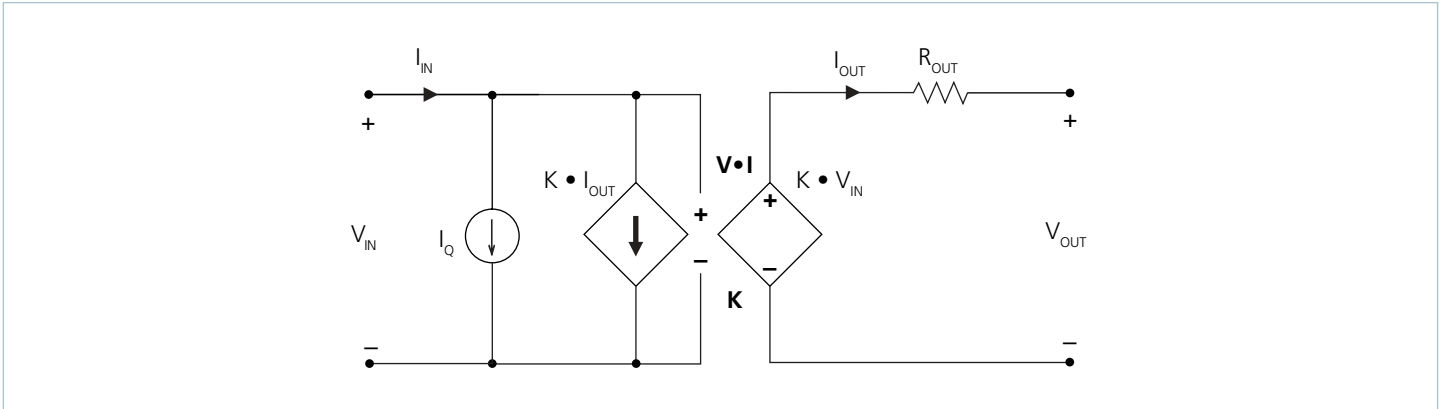 I_IN
I_OUT
R_OUT
+
+
V•I
K • I_OUT
K • V_IN
+
+
V_IN
I_Q
V_OUT
–
–
K
–
–